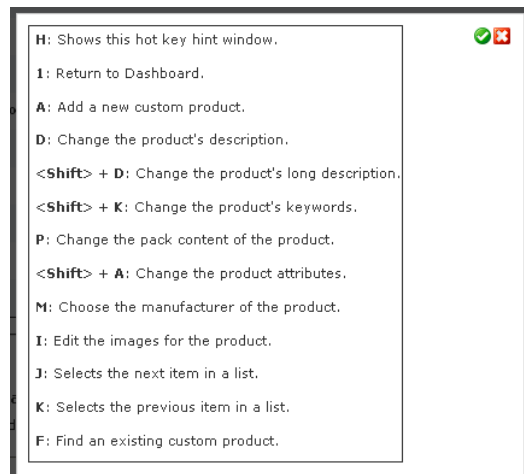 H: Shows this hot key hint window.
1: Return to Dashboard.
A: Add a new custom product.
D: Change the product's description.
<Shift> + D: Change the product's long description.
<Shift> + K: Change the product's keywords.
P: Change the pack content of the product.
<Shift> + A: Change the product attributes.
M: Choose the manufacturer of the product.
I: Edit the images for the product.
J: Selects the next item in a list.
K: Selects the previous item in a list.
F: Find an existing custom product.